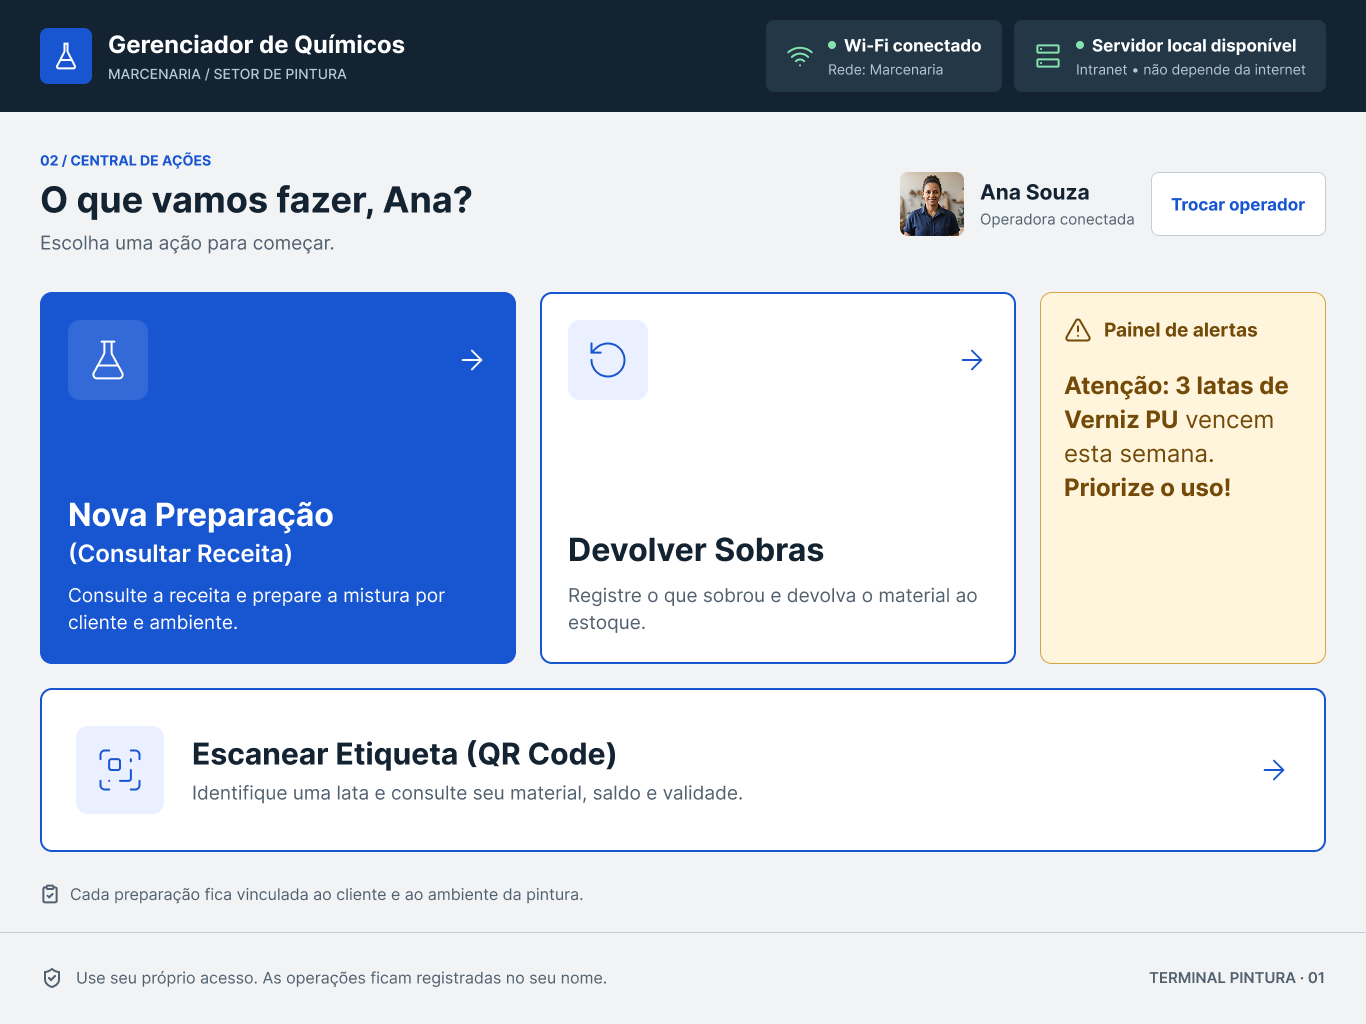 Gerenciador de Químicos
MARCENARIA / SETOR DE PINTURA
Wi-Fi conectado
Rede: Marcenaria
Servidor local disponível
Intranet • não depende da internet
02 / CENTRAL DE AÇÕES
O que vamos fazer, Ana?
Escolha uma ação para começar.
Ana Souza
Operadora conectada
Trocar operador
Nova Preparação
(Consultar Receita)
Consulte a receita e prepare a mistura por
cliente e ambiente.
Devolver Sobras
Registre o que sobrou e devolva o material ao
estoque.
Painel de alertas
Atenção: 3 latas de
Verniz PU vencem
esta semana.
Priorize o uso!
Escanear Etiqueta (QR Code)
Identifique uma lata e consulte seu material, saldo e validade.
Cada preparação fica vinculada ao cliente e ao ambiente da pintura.
Use seu próprio acesso. As operações ficam registradas no seu nome.
TERMINAL PINTURA · 01